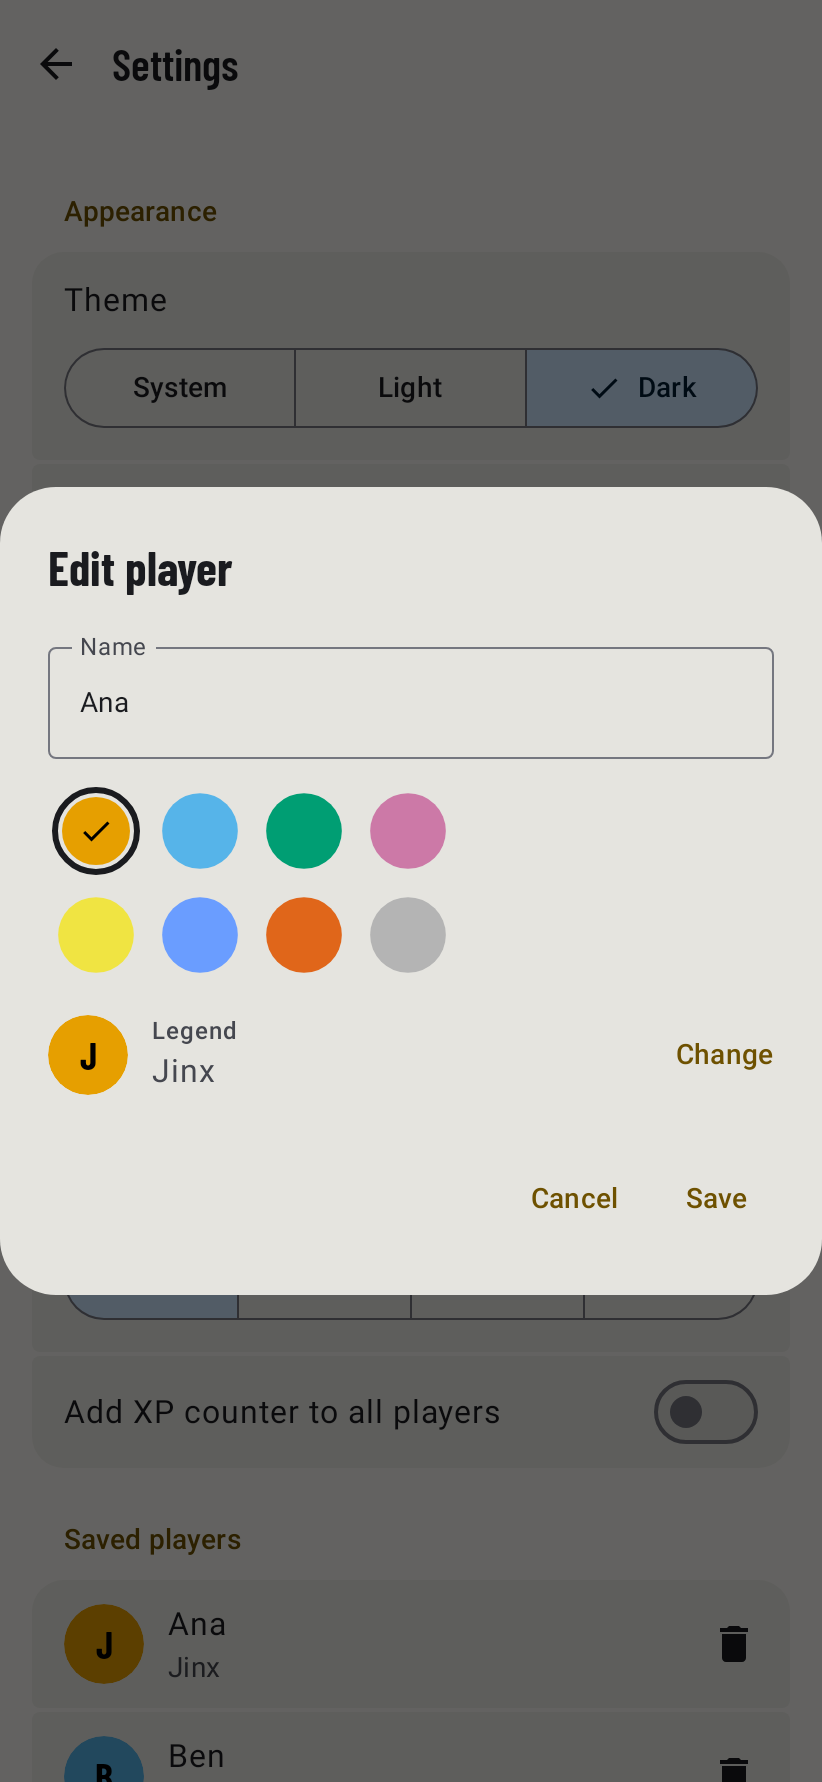 Settings
Appearance
Theme
System
Light
Dark
Edit player
Name
Ana
J
Legend
Jinx
Change
Cancel
Save
Add XP counter to all players
Saved players
J
Ana
Jinx
B
Ben